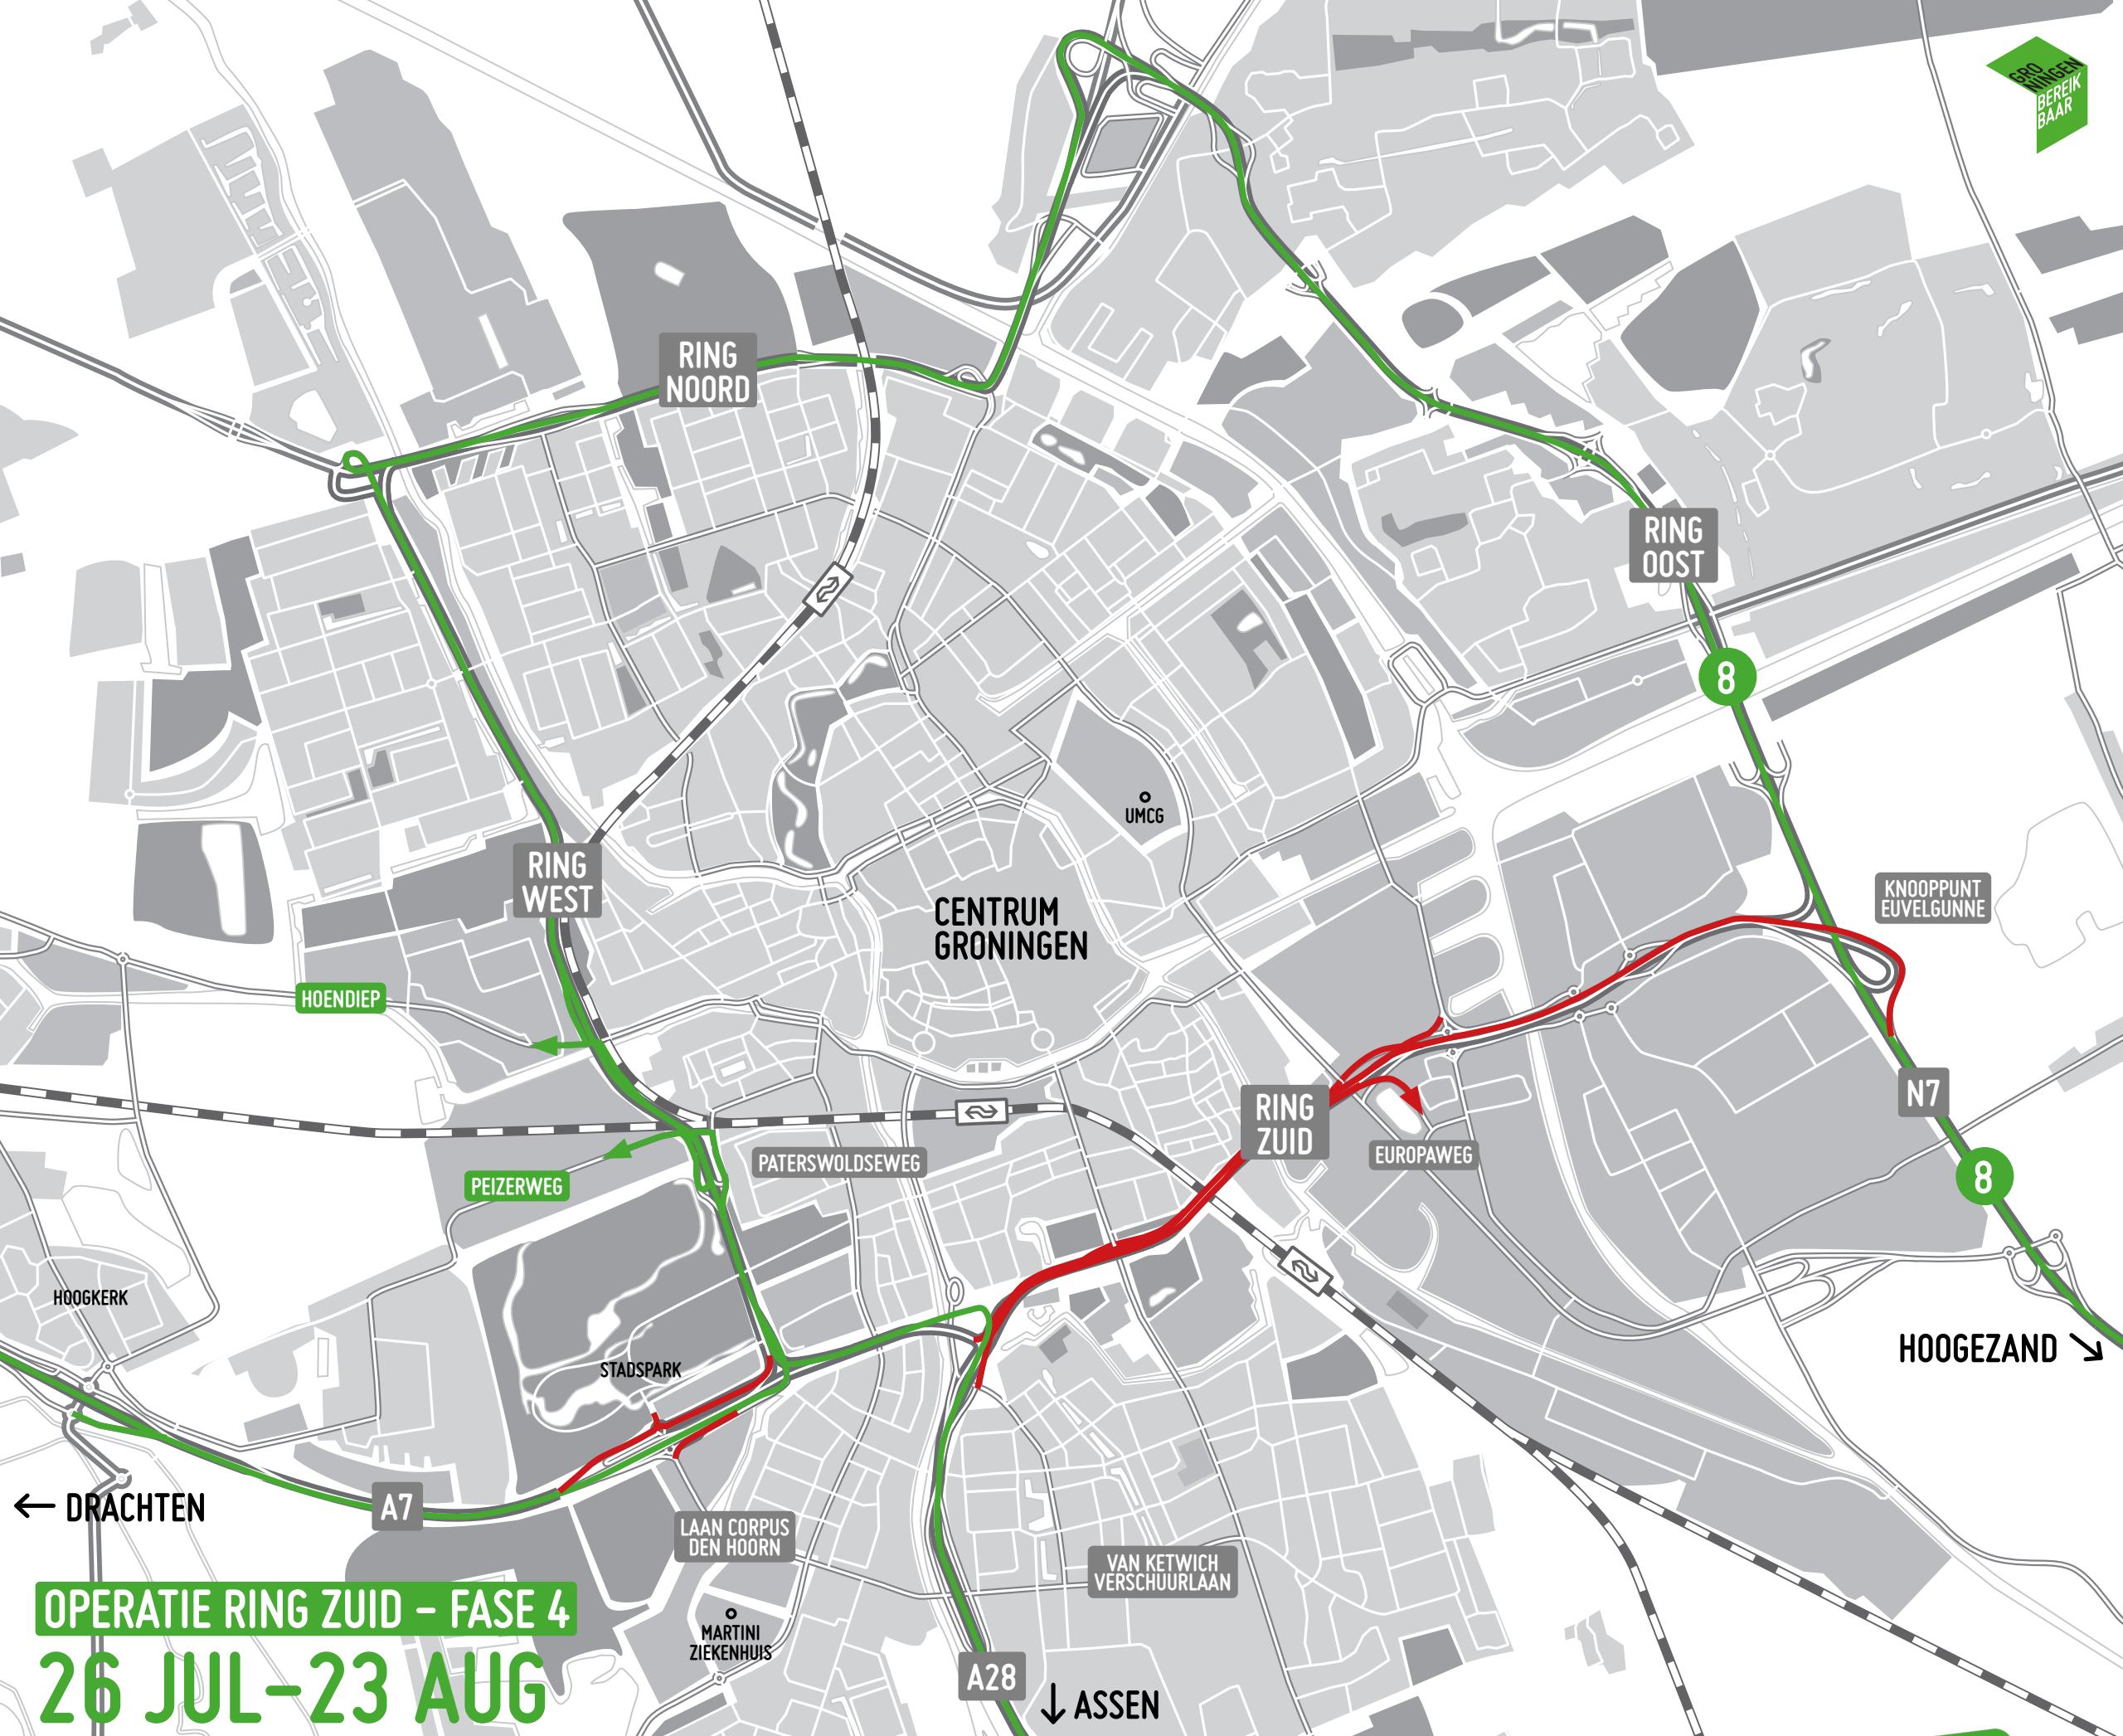 GRO
NINGEN
BEREIK
BAAR
RING
NOORD
RING
OOST
8
UMCG
RING
WEST
KNOOPPUNT
EUVELGUNNE
CENTRUM
GRONINGEN
HOENDIEP
RING
ZUID
N7
EUROPAWEG
PATERSWOLDSEWEG
PEIZERWEG
8
HOOGKERK
HOOGEZAND
STADSPARK
A7
DRACHTEN
LAAN CORPUS
DEN HOORN
VAN KETWICH
VERSCHUURLAAN
OPERATIE RING ZUID – FASE 4
26 JUL–23 AUG
MARTINI
ZIEKENHUIS
A28
ASSEN